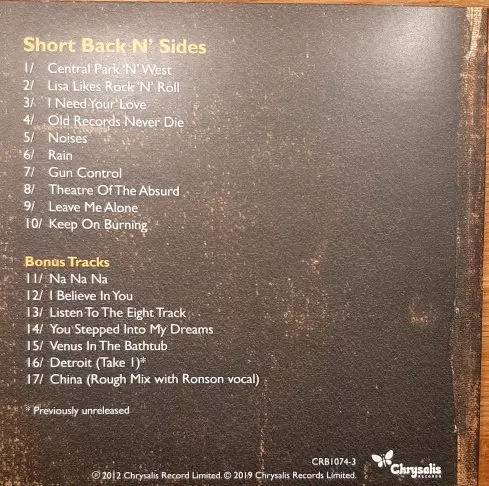 Short Back N' Sides
1/ Central Park 'N' West
2/ Lisa Likes Rock 'N' Roll
3/ I Need Your Love
4/ Old Records Never Die
5/ Noises
6/ Rain
7/ Gun Control
8/ Theatre Of The Absurd
9/ Leave Me Alone
10/ Keep On Burning
Bonus Tracks
11/ Na Na Na
12/ I Believe In You
13/ Listen To The Eight Track
14/ You Stepped Into My Dreams
15/ Venus In The Bathtub
16/ Detroit (Take 1)*
17/ China (Rough Mix with Ronson vocal)
* Previously unreleased
CRB1074-3
℗ 2012 Chrysalis Record Limited. © 2019 Chrysalis Records Limited.
Chrysalis
RECORDS